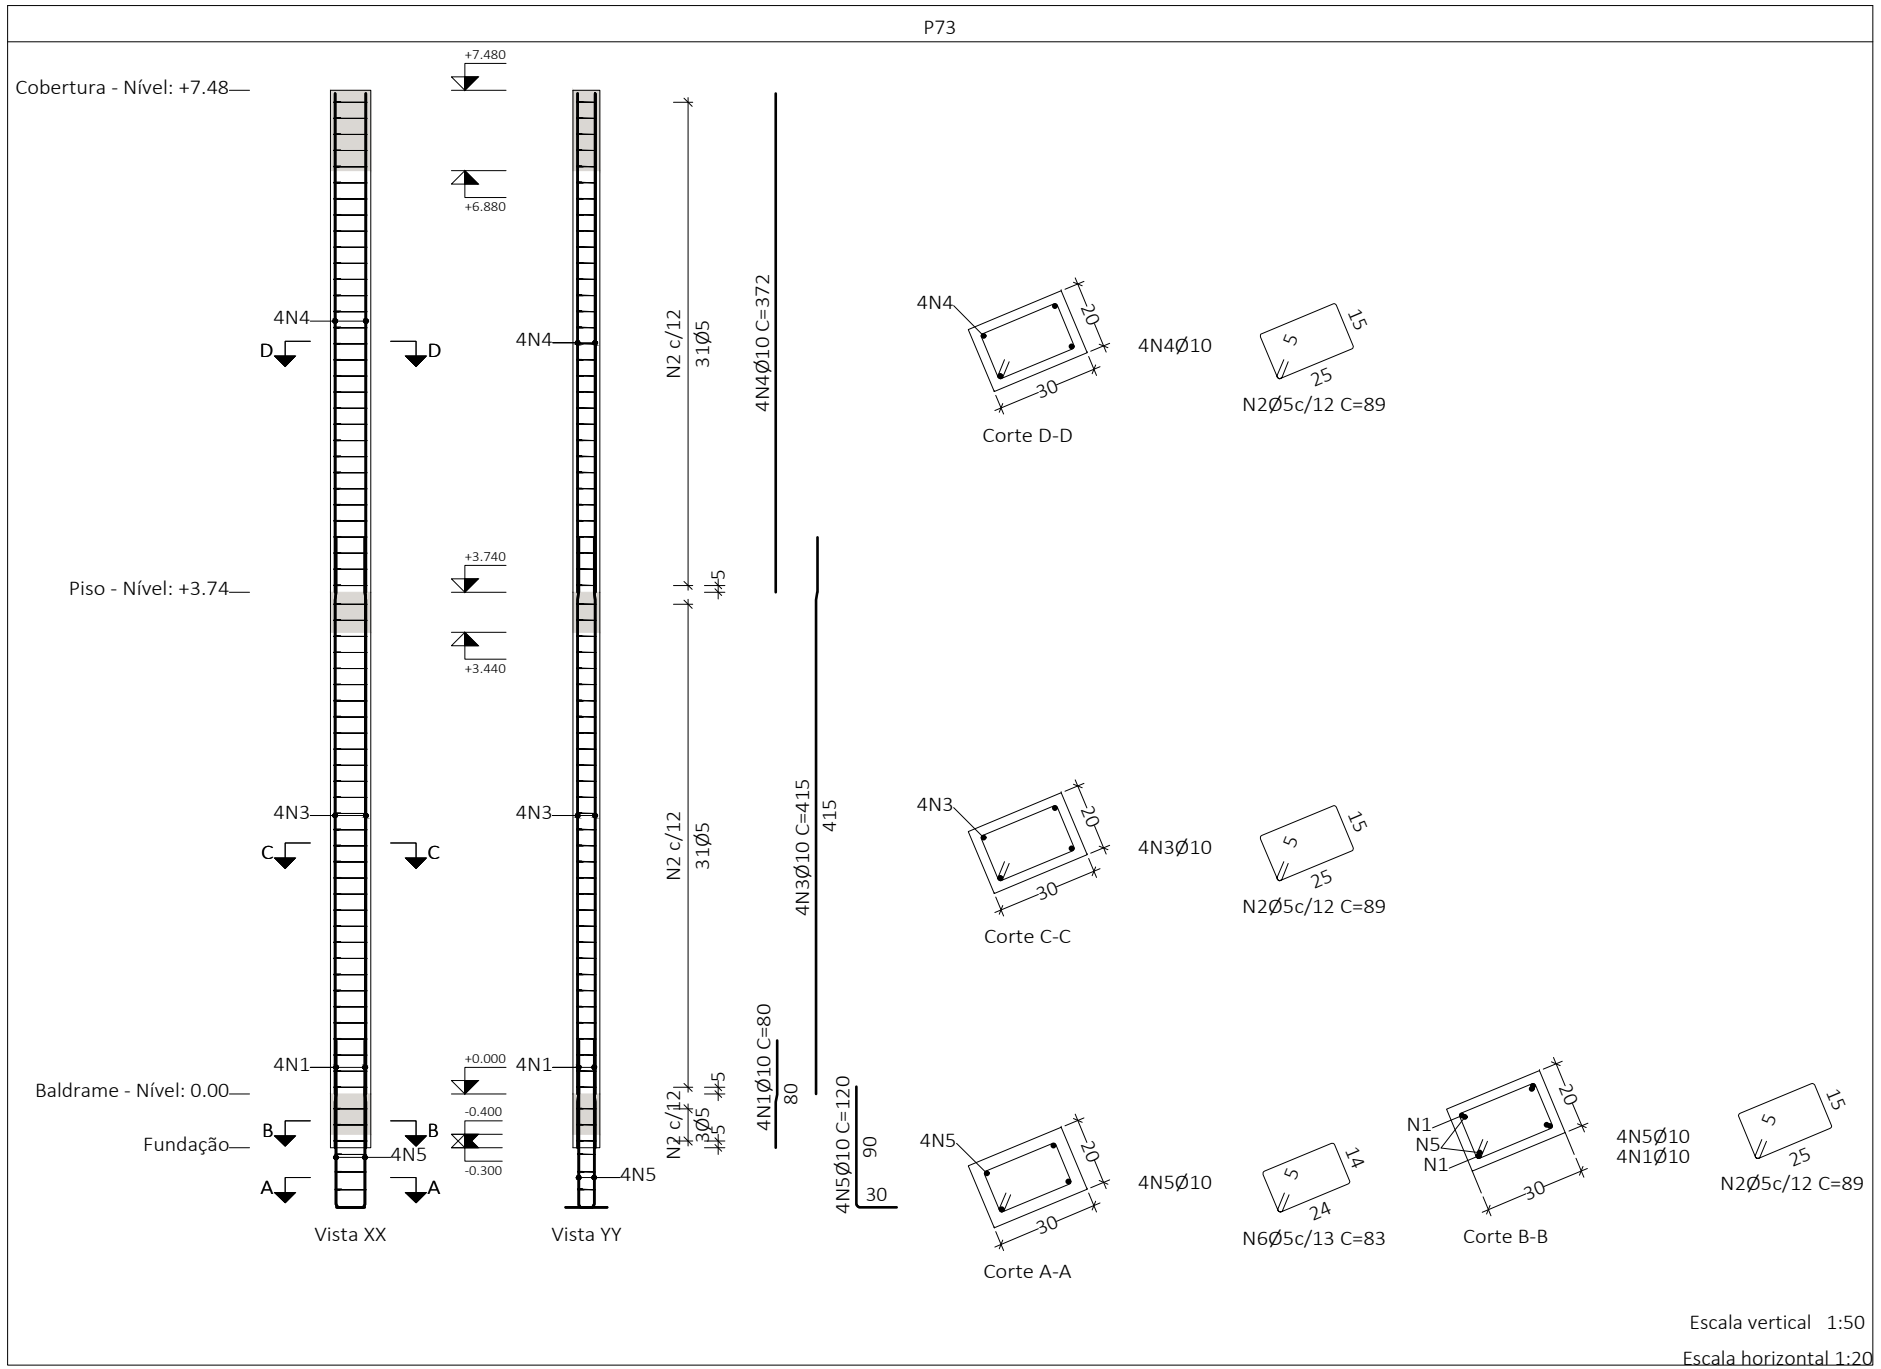 P73
Cobertura - Nível: +7.48
+7.480
+6.880
4N4
D
D
4N4
N2 c/12
31Ø5
4N4Ø10 C=372
4N4
20
30
Corte D-D
4N4Ø10
5
15
25
N2Ø5c/12 C=89
Piso - Nível: +3.74
+3.740
+3.440
5
4N3
C
C
4N3
N2 c/12
31Ø5
4N3Ø10 C=415
415
4N3
20
30
Corte C-C
4N3Ø10
5
15
25
N2Ø5c/12 C=89
4N1
4N1
+0.000
Baldrame - Nível: 0.00
5
-0.400
B
B
Fundação
-0.300
N2 c/12
3Ø5
5
4N1Ø10 C=80
80
4N5
A
A
4N5
4N5Ø10 C=120
90
30
Vista XX
Vista YY
4N5
20
30
Corte A-A
4N5Ø10
5
14
24
N6Ø5c/13 C=83
N1
N5
N1
20
30
Corte B-B
4N5Ø10
4N1Ø10
5
15
25
N2Ø5c/12 C=89
Escala vertical 1:50
Escala horizontal 1:20